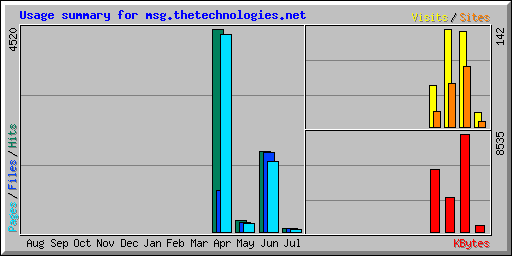 Usage summary for msg.thetechnologies.net
Visits/Sites
4520
142
Pages/Files/Hits
8535
Aug Sep Oct Nov Dec Jan Feb Mar Apr May Jun Jul
KBytes